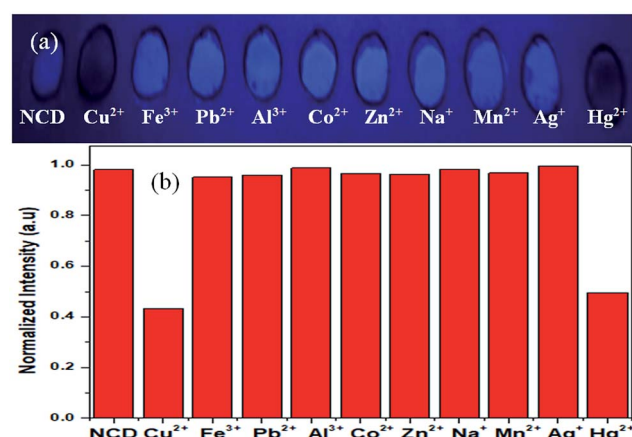 (a)
NCD Cu²⁺ Fe³⁺ Pb²⁺ Al³⁺ Co²⁺ Zn²⁺ Na⁺ Mn²⁺ Ag⁺ Hg²⁺
(b)
Normalized Intensity (a.u)
1.0
0.8
0.6
0.4
0.2
0.0
NCD Cu²⁺ Fe³⁺ Pb²⁺ Al³⁺ Co²⁺ Zn²⁺ Na⁺ Mn²⁺ Ag⁺ Hg²⁺